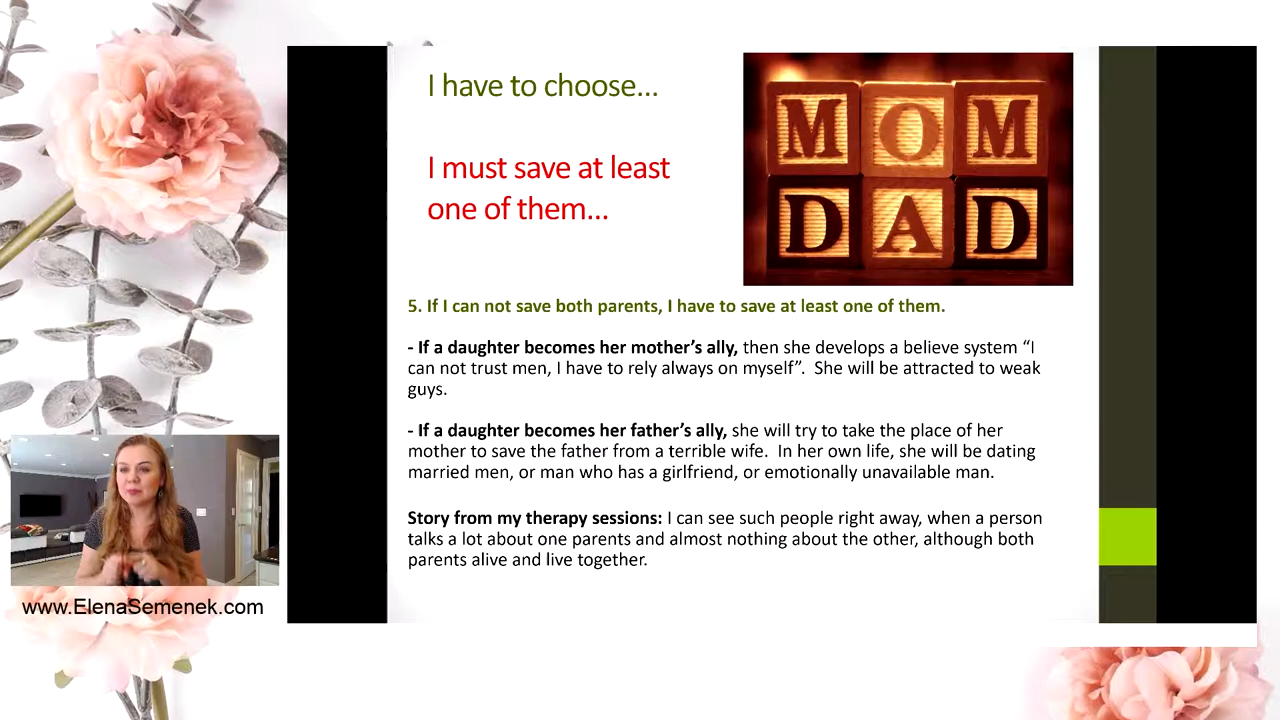 I have to choose...
I must save at least
one of them...
MOM
DAD
5. If I can not save both parents, I have to save at least one of them.
- If a daughter becomes her mother’s ally, then she develops a believe system “I
can not trust men, I have to rely always on myself”.  She will be attracted to weak
guys.
- If a daughter becomes her father’s ally, she will try to take the place of her
mother to save the father from a terrible wife.  In her own life, she will be dating
married men, or man who has a girlfriend, or emotionally unavailable man.
Story from my therapy sessions: I can see such people right away, when a person
talks a lot about one parents and almost nothing about the other, although both
parents alive and live together.
www.ElenaSemenek.com